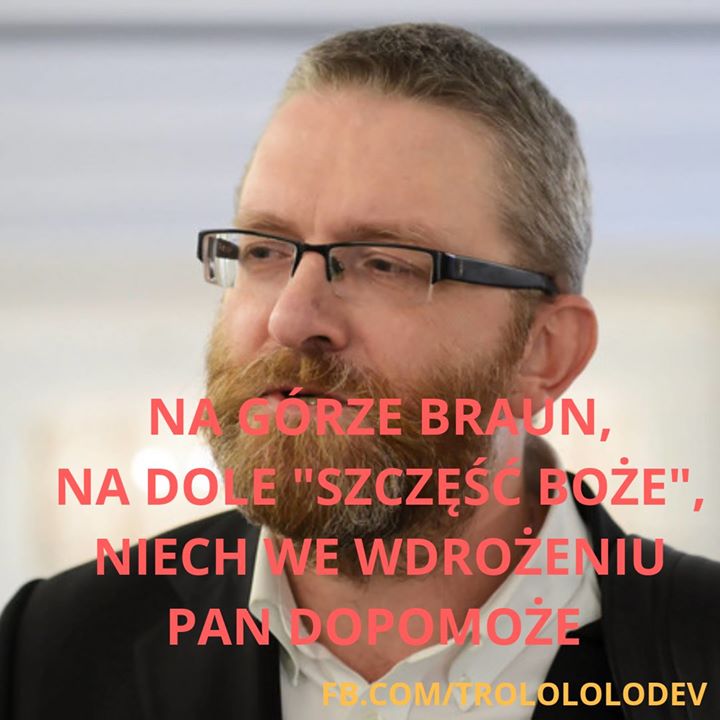 NA GÓRZE BRAUN,
NA DOLE "SZCZĘŚĆ BOŻE",
NIECH WE WDROŻENIU
PAN DOPOMOŻE
FB.COM/TROLOLOLODEV